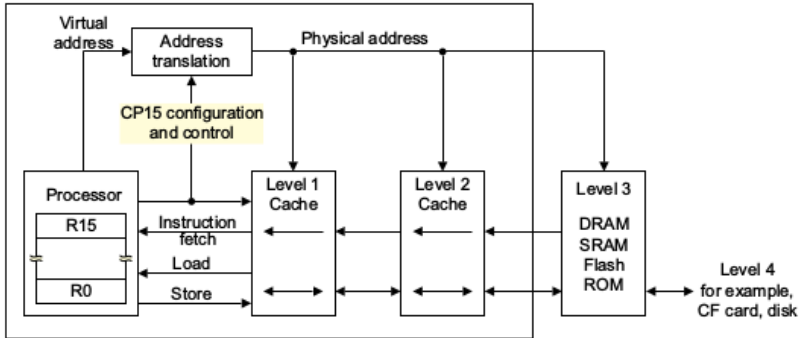 Virtual
address
Address
translation
Physical address
CP15 configuration
and control
Processor
R15
R0
Instruction
fetch
Load
Store
Level 1
Cache
Level 2
Cache
Level 3
DRAM
SRAM
Flash
ROM
Level 4
for example,
CF card, disk